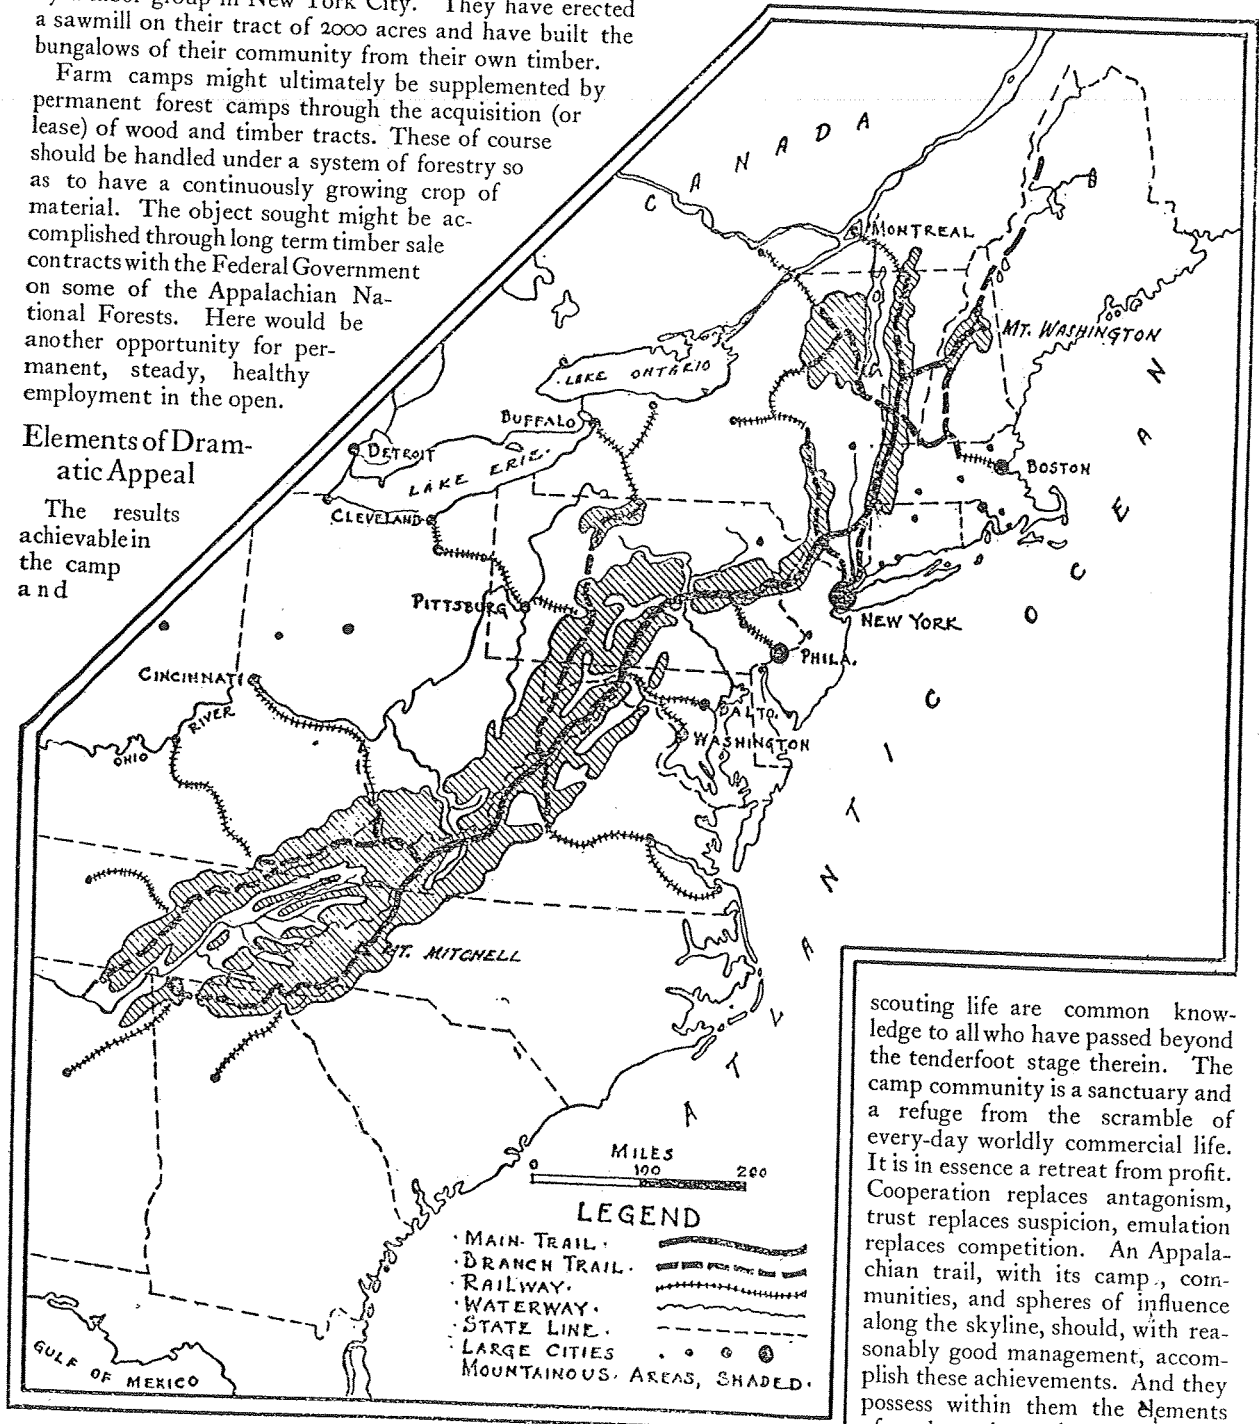 group in New York City. They have erected
a sawmill on their tract of 2000 acres and have built the
bungalows of their community from their own timber.
Farm camps might ultimately be supplemented by
permanent forest camps through the acquisition (or
lease) of wood and timber tracts. These of course
should be handled under a system of forestry so
as to have a continuously growing crop of
material. The object sought might be ac-
complished through long term timber sale
contracts with the Federal Government
on some of the Appalachian Na-
tional Forests. Here would be
another opportunity for per-
manent, steady, healthy
employment in the open.
Elements of Dram-
atic Appeal
The results
achievable in
the camp
and
CANADA
MONTREAL
MT. WASHINGTON
LAKE ONTARIO
BUFFALO
DETROIT
LAKE ERIE.
BOSTON
CLEVELAND
PITTSBURG
NEW YORK
PHILA.
CINCINNATI
BALTO.
WASHINGTON
OHIO RIVER
ATLANTIC OCEAN
MT. MITCHELL
MILES
0 100 200
LEGEND
· MAIN TRAIL ·
· BRANCH TRAIL ·
· RAILWAY ·
· WATERWAY ·
· STATE LINE ·
· LARGE CITIES
MOUNTAINOUS AREAS, SHADED ·
GULF
OF MEXICO
scouting life are common know-
ledge to all who have passed beyond
the tenderfoot stage therein. The
camp community is a sanctuary and
a refuge from the scramble of
every-day worldly commercial life.
It is in essence a retreat from profit.
Cooperation replaces antagonism,
trust replaces suspicion, emulation
replaces competition. An Appala-
chian trail, with its camp, com-
munities, and spheres of influence
along the skyline, should, with rea-
sonably good management, accom-
plish these achievements. And they
possess within them the elements